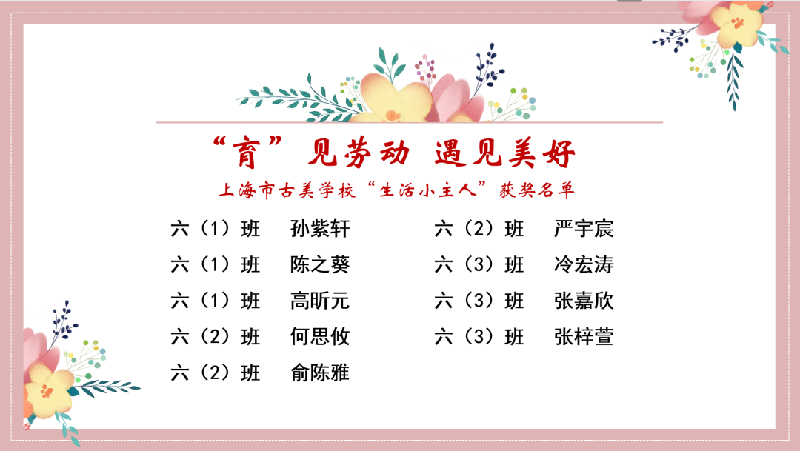 “育”见劳动 遇见美好
上海市古美学校“生活小主人”获奖名单
六（1）班 孙紫轩 六（2）班 严宇宸
六（1）班 陈之葵 六（3）班 冷宏涛
六（1）班 高昕元 六（3）班 张嘉欣
六（2）班 何思攸 六（3）班 张梓萱
六（2）班 俞陈雅